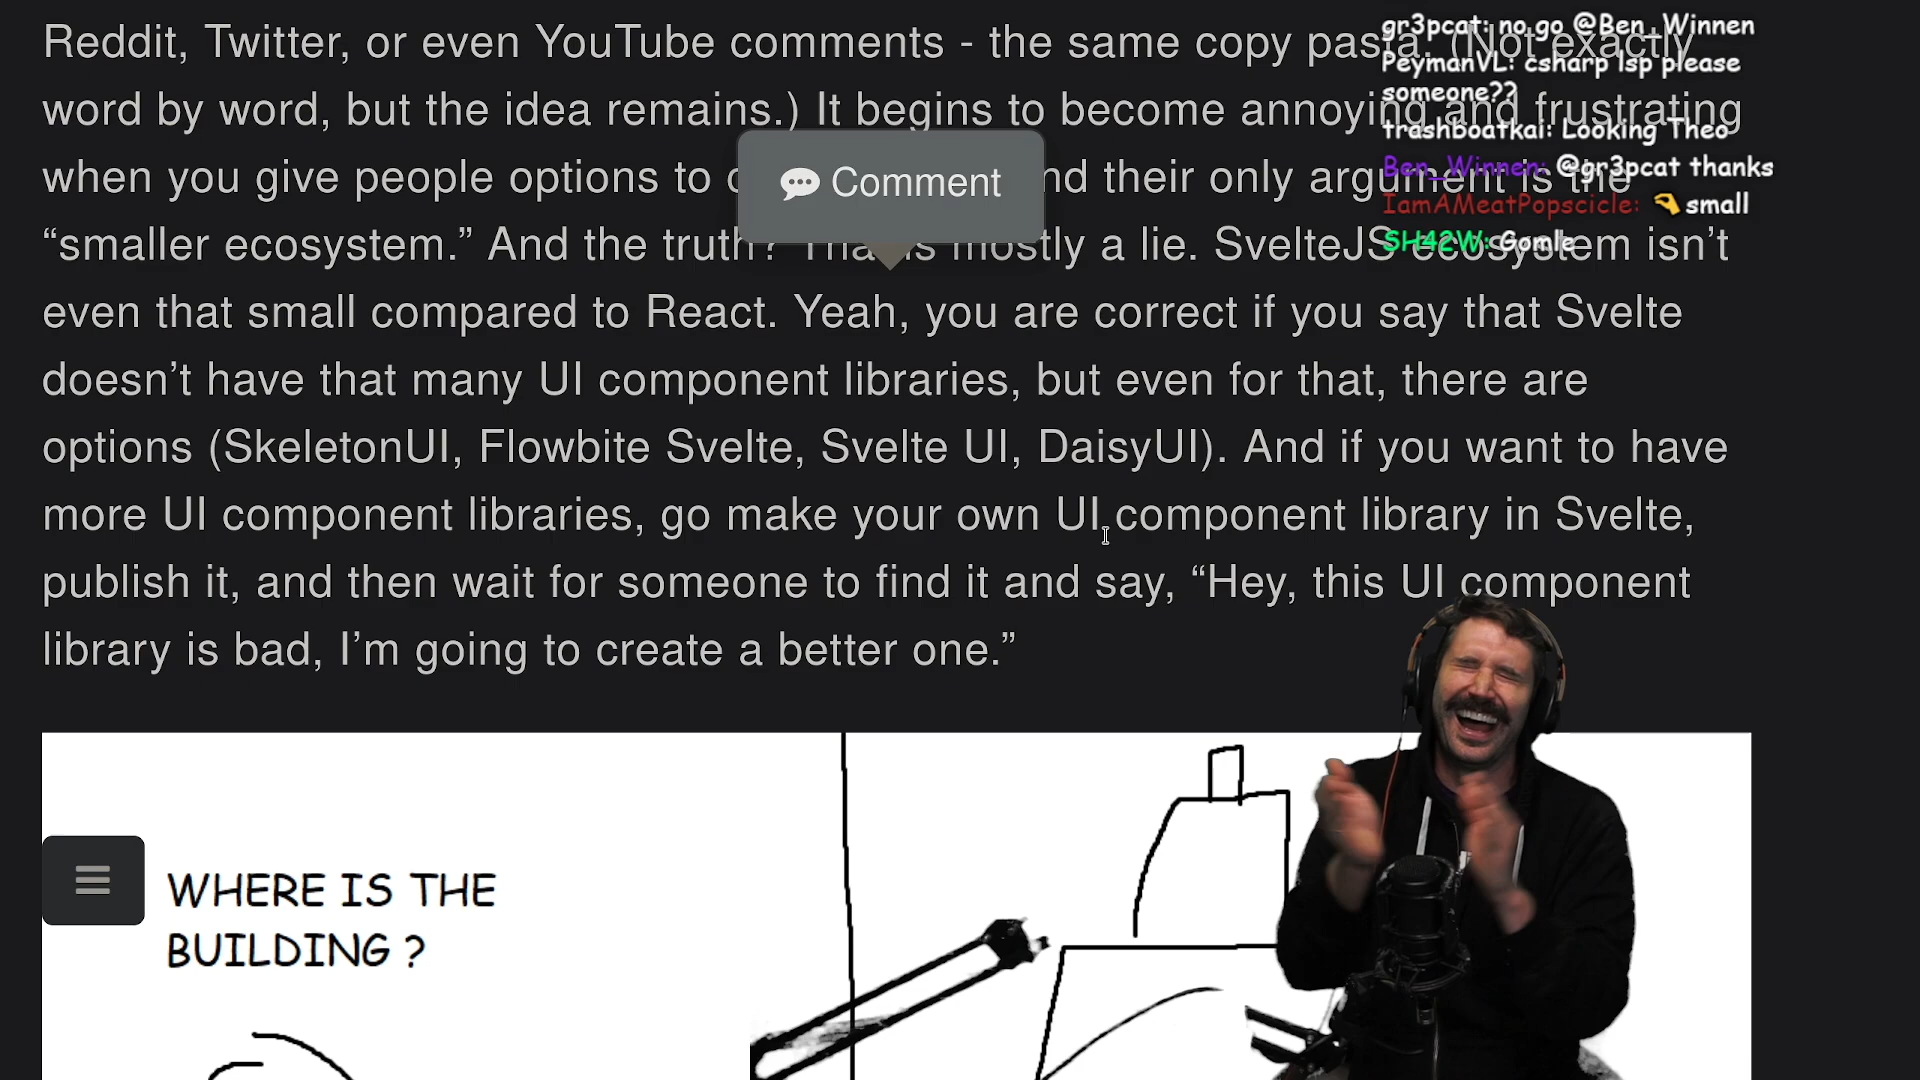 Reddit, Twitter, or even YouTube comments - the same copy pasta. (Not exactly
word by word, but the idea remains.) It begins to become annoying and frustrating
when you give people options to and their only argument is the
“smaller ecosystem.” And the truth? mostly a lie. SvelteJS ecosystem isn’t
even that small compared to React. Yeah, you are correct if you say that Svelte
doesn’t have that many UI component libraries, but even for that, there are
options (SkeletonUI, Flowbite Svelte, Svelte UI, DaisyUI). And if you want to have
more UI component libraries, go make your own UI component library in Svelte,
publish it, and then wait for someone to find it and say, “Hey, this UI component
library is bad, I’m going to create a better one.”
Comment
gr3pcat: no go @Ben_Winnen
PeymanVL: csharp lsp please
someone??
trashboatkai: Looking Theo
Ben_Winnen: @gr3pcat thanks
IamAMeatPopscicle: small
SH42W: Gomle
WHERE IS THE
BUILDING ?